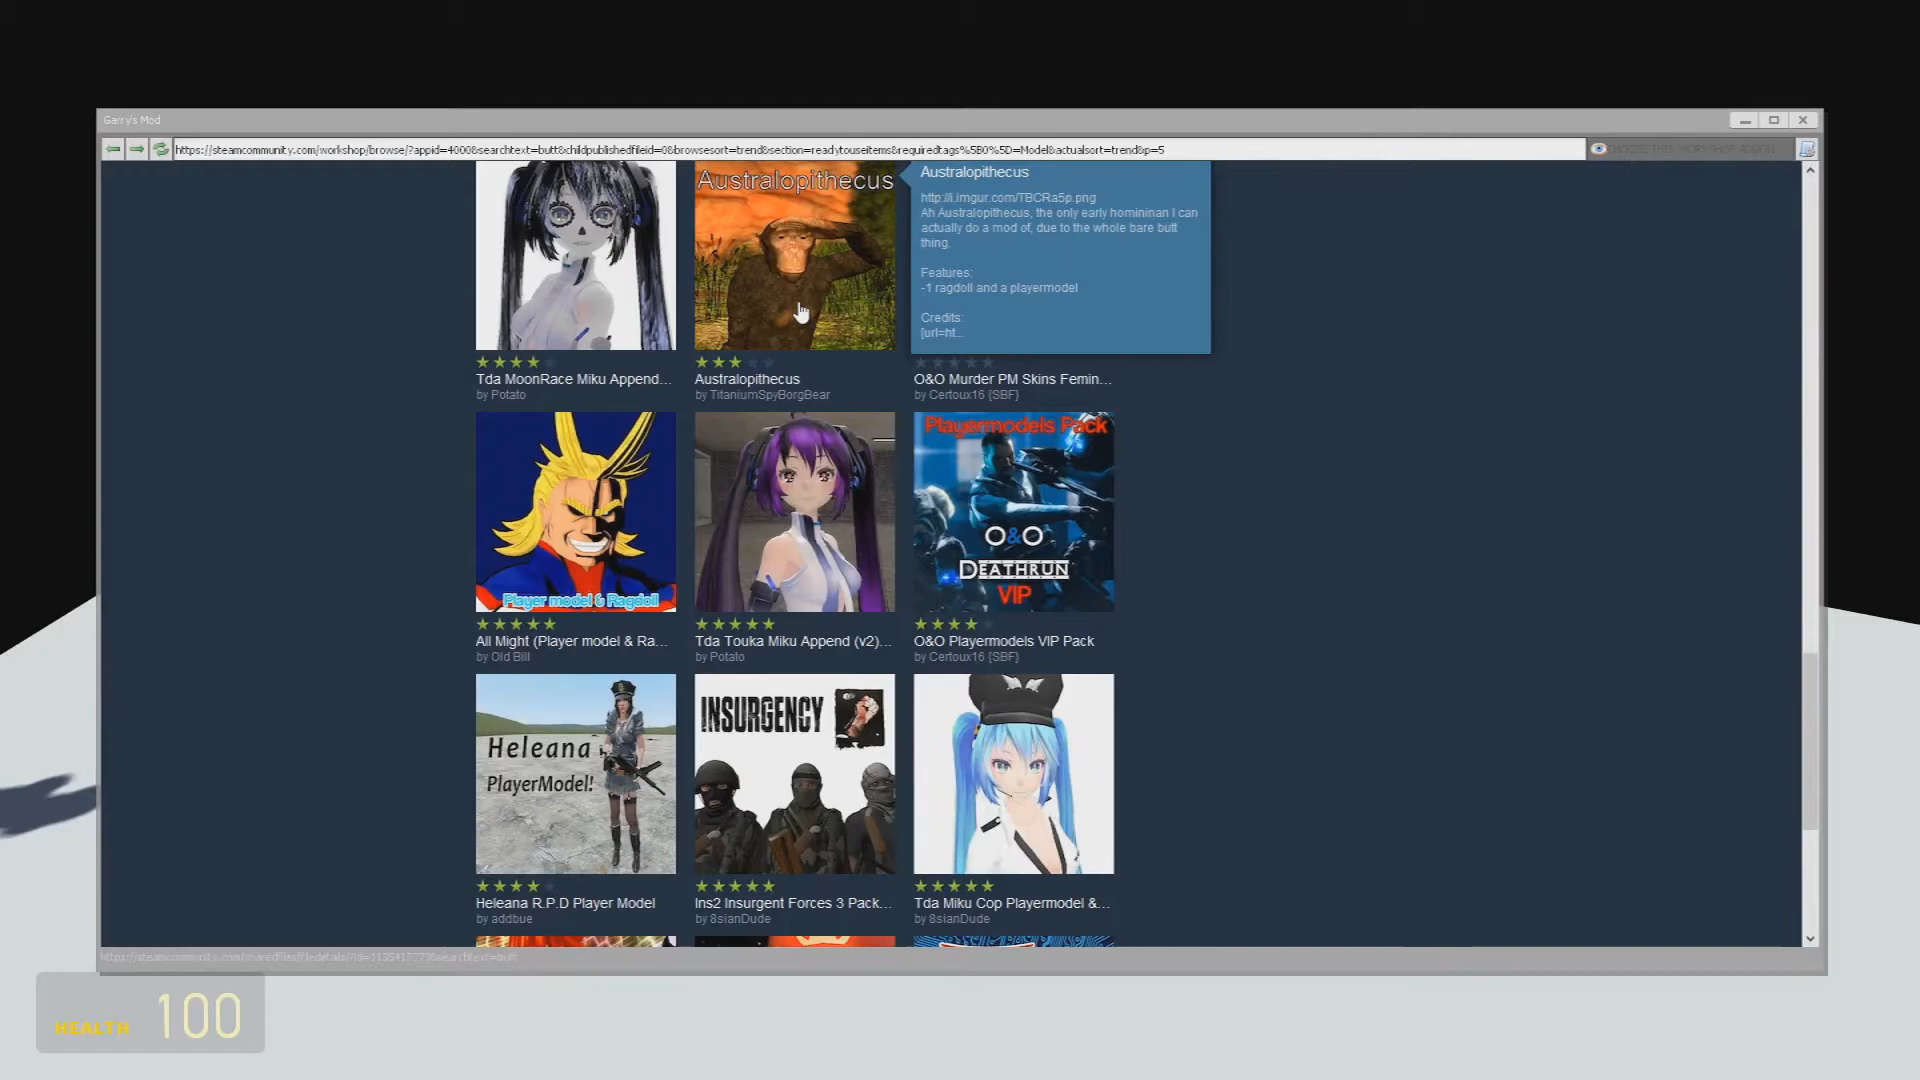 Garry's Mod
https://steamcommunity.com/workshop/browse/?appid=4000&searchtext=butt&childpublishedfileid=0&browsesort=trend&section=readytouseitems&requiredtags%5B0%5D=Model&actualsort=trend&p=5
CHOOSE THIS WORKSHOP ADDON
Australopithecus
Australopithecus
http://i.imgur.com/TBCRa5p.png
Ah Australopithecus, the only early homininan I can
actually do a mod of, due to the whole bare butt
thing.
Features:
-1 ragdoll and a playermodel
Credits:
[url=ht...
Tda MoonRace Miku Append...
by Potato
Australopithecus
by TitaniumSpyBorgBear
O&O Murder PM Skins Femin...
by Certoux16 {SBF}
Player model & Ragdoll
Playermodels Pack
O&O
DEATHRUN
VIP
All Might (Player model & Ra...
by Old Bill
Tda Touka Miku Append (v2)...
by Potato
O&O Playermodels VIP Pack
by Certoux16 {SBF}
Heleana
PlayerModel!
INSURGENCY
Heleana R.P.D Player Model
by addbue
Ins2 Insurgent Forces 3 Pack...
by 8sianDude
Tda Miku Cop Playermodel &...
by 8sianDude
HEALTH 100